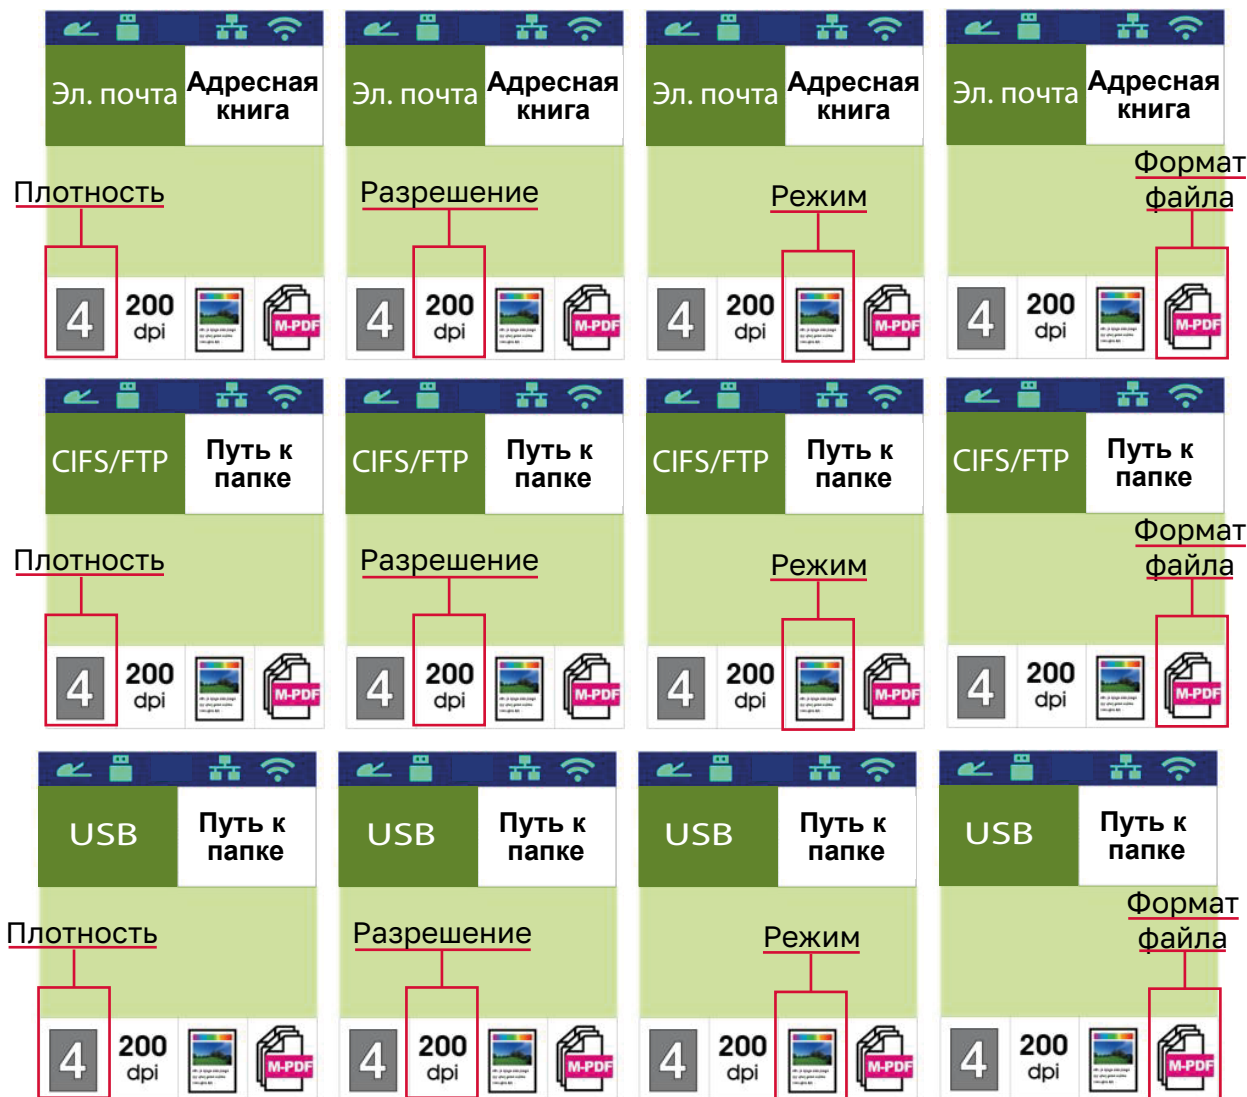 Эл. почта
Адресная
книга
Плотность
4
200
dpi
M-PDF
Эл. почта
Адресная
книга
Разрешение
4
200
dpi
M-PDF
Эл. почта
Адресная
книга
Режим
4
200
dpi
M-PDF
Эл. почта
Адресная
книга
Формат
файла
4
200
dpi
M-PDF
CIFS/FTP
Путь к
папке
Плотность
4
200
dpi
M-PDF
CIFS/FTP
Путь к
папке
Разрешение
4
200
dpi
M-PDF
CIFS/FTP
Путь к
папке
Режим
4
200
dpi
M-PDF
CIFS/FTP
Путь к
папке
Формат
файла
4
200
dpi
M-PDF
USB
Путь к
папке
Плотность
4
200
dpi
M-PDF
USB
Путь к
папке
Разрешение
4
200
dpi
M-PDF
USB
Путь к
папке
Режим
4
200
dpi
M-PDF
USB
Путь к
папке
Формат
файла
4
200
dpi
M-PDF